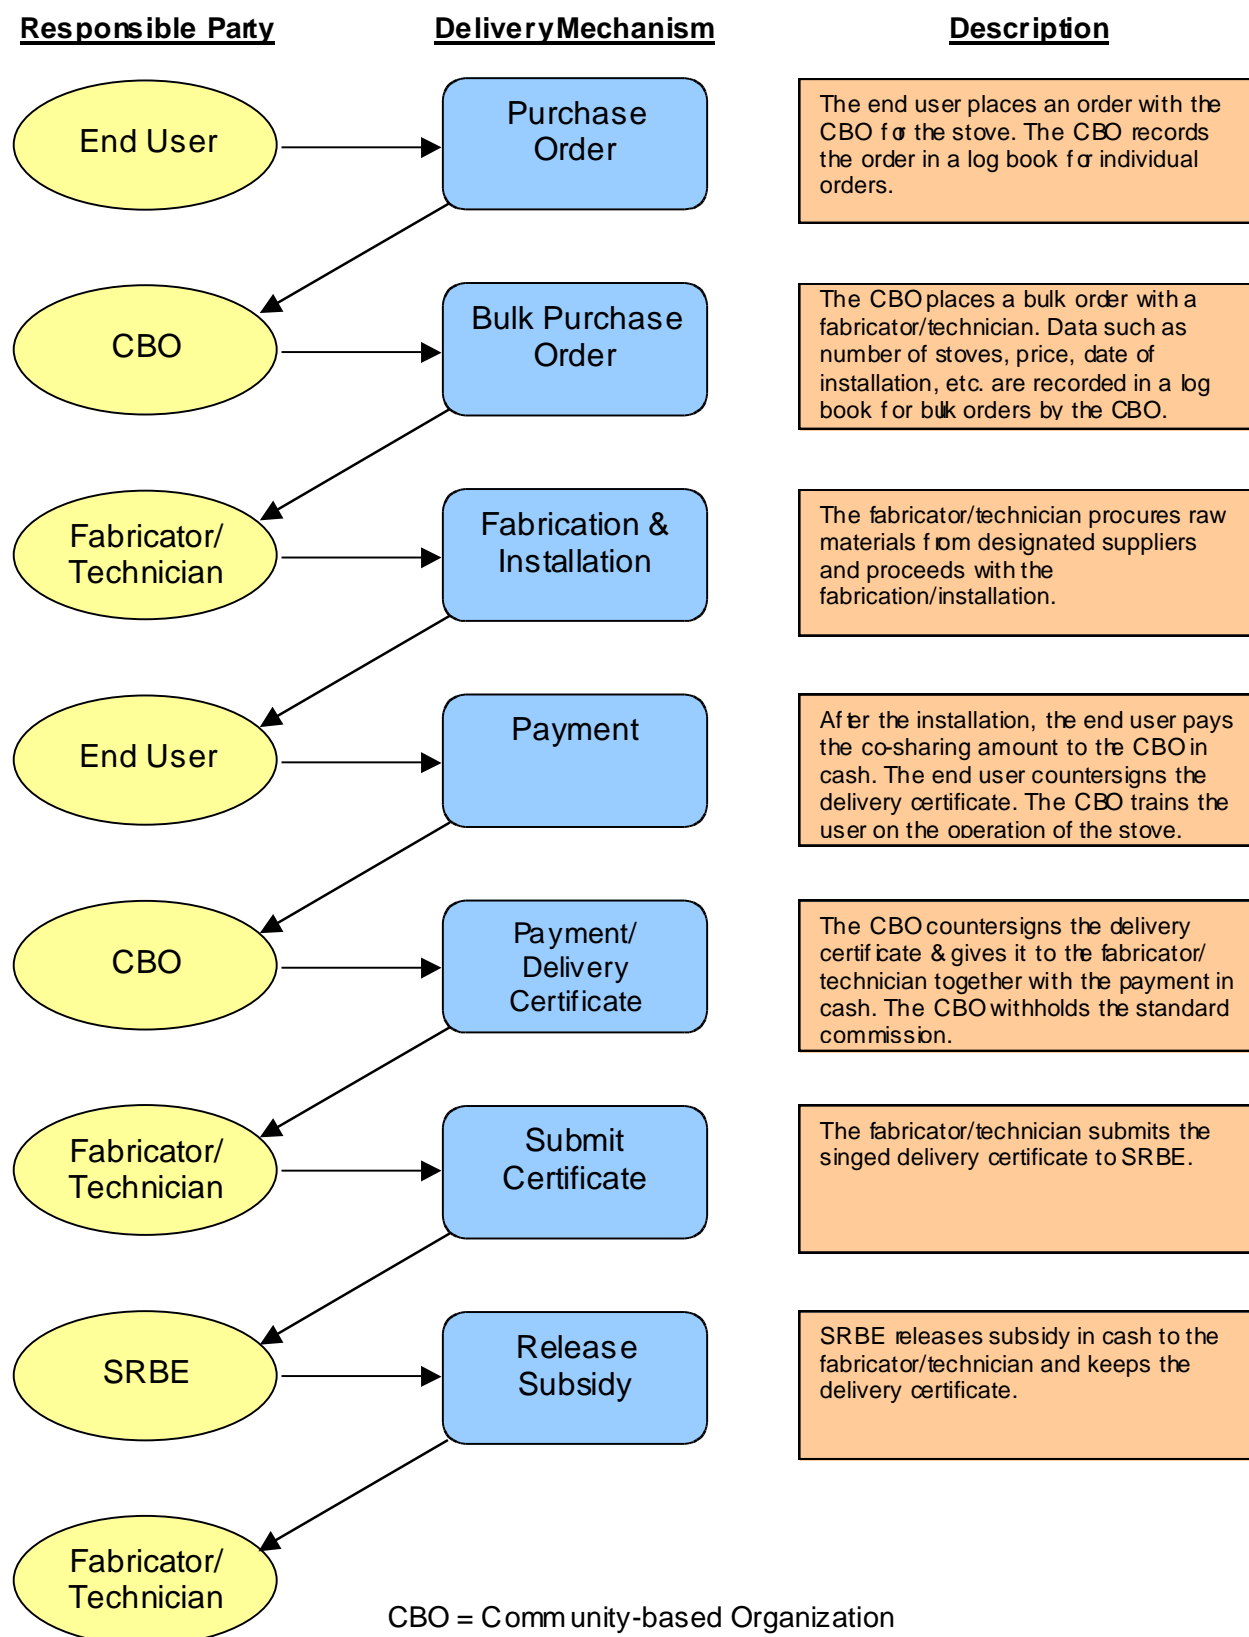 Responsible Party
Delivery Mechanism
Description
End User
Purchase
Order
The end user places an order with the
CBO for the stove. The CBO records
the order in a log book for individual
orders.
CBO
Bulk Purchase
Order
The CBO places a bulk order with a
fabricator/technician. Data such as
number of stoves, price, date of
installation, etc. are recorded in a log
book for bulk orders by the CBO.
Fabricator/
Technician
Fabrication &
Installation
The fabricator/technician procures raw
materials from designated suppliers
and proceeds with the
fabrication/installation.
End User
Payment
After the installation, the end user pays
the co-sharing amount to the CBO in
cash. The end user countersigns the
delivery certificate. The CBO trains the
user on the operation of the stove.
CBO
Payment/
Delivery
Certificate
The CBO countersigns the delivery
certificate & gives it to the fabricator/
technician together with the payment in
cash. The CBO withholds the standard
commission.
Fabricator/
Technician
Submit
Certificate
The fabricator/technician submits the
singed delivery certificate to SRBE.
SRBE
Release
Subsidy
SRBE releases subsidy in cash to the
fabricator/technician and keeps the
delivery certificate.
Fabricator/
Technician
CBO = Community-based Organization